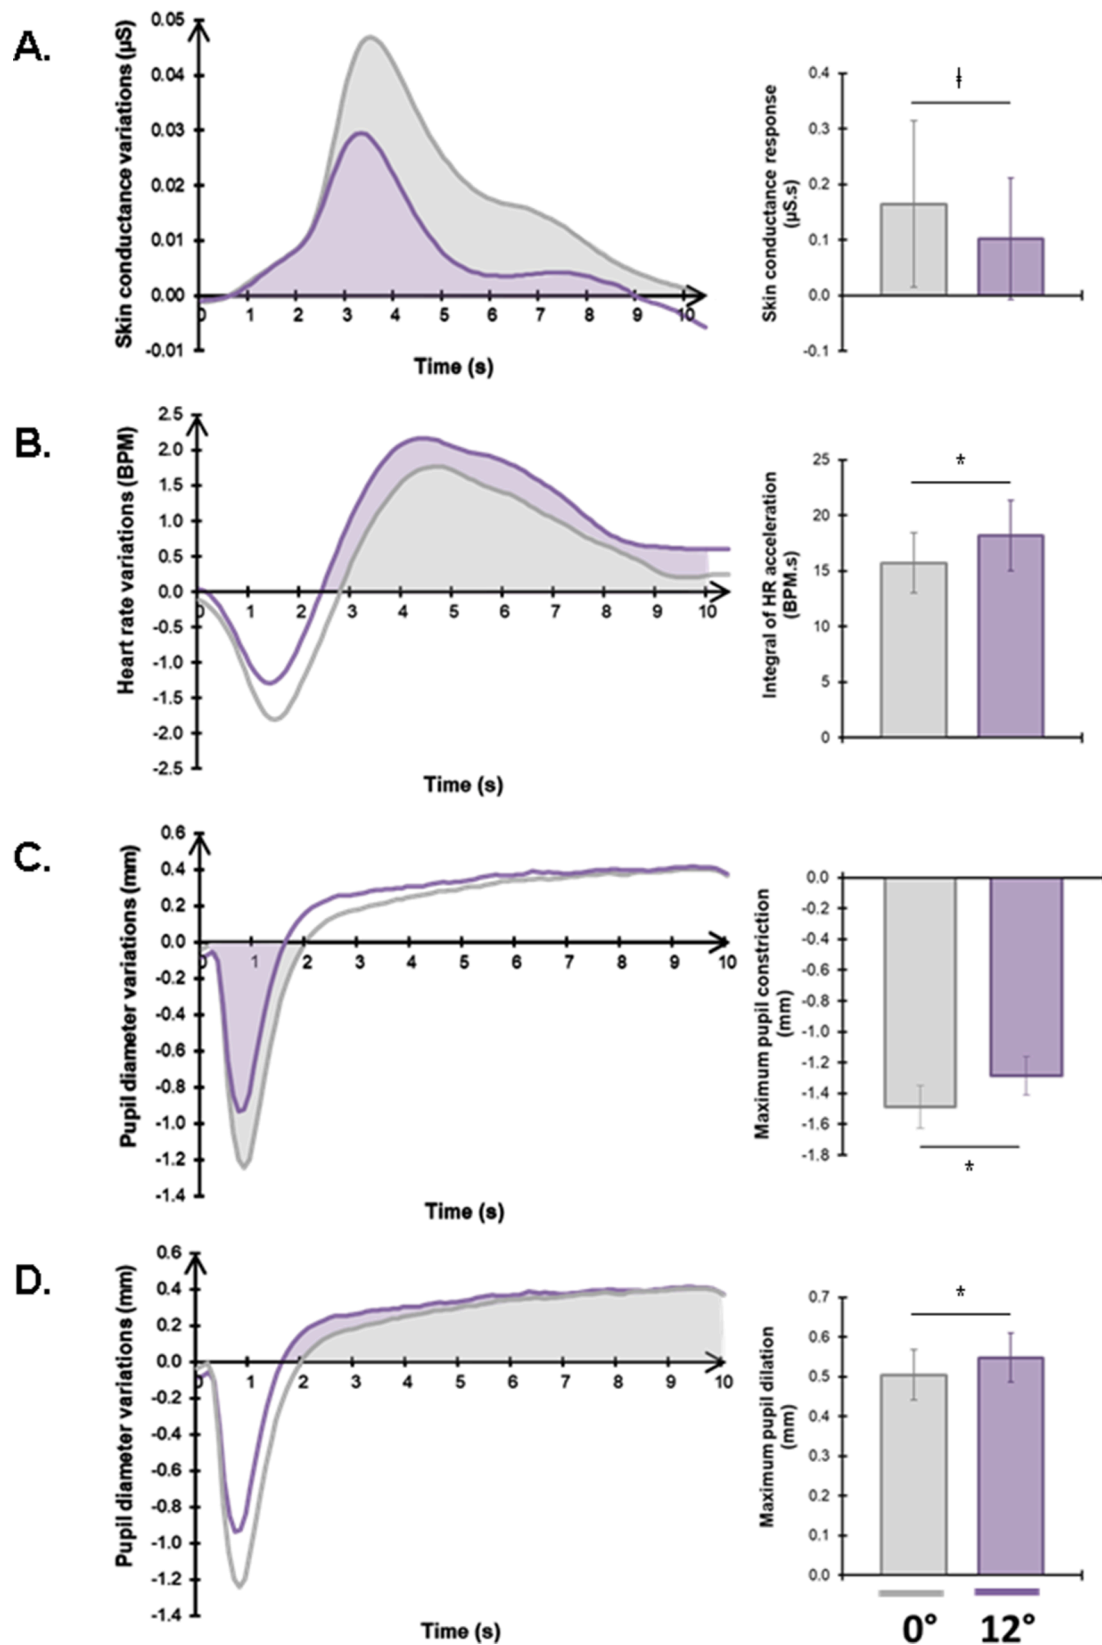 A.
Skin conductance variations (µS)
0.05
0.04
0.03
0.02
0.01
0.00
-0.01
0 1 2 3 4 5 6 7 8 9 10
Time (s)
Skin conductance response
(µS.s)
0.4
0.3
0.2
0.1
0.0
-0.1
ǂ
B.
Heart rate variations (BPM)
2.5
2.0
1.5
1.0
0.5
0.0
-0.5
-1.0
-1.5
-2.0
-2.5
0 1 2 3 4 5 6 7 8 9 10
Time (s)
Integral of HR acceleration
(BPM.s)
25
20
15
10
5
0
*
C.
Pupil diameter variations (mm)
0.6
0.4
0.2
0.0
-0.2
-0.4
-0.6
-0.8
-1.0
-1.2
-1.4
0 1 2 3 4 5 6 7 8 9 10
Time (s)
Maximum pupil constriction
(mm)
0.0
-0.2
-0.4
-0.6
-0.8
-1.0
-1.2
-1.4
-1.6
-1.8
*
D.
Pupil diameter variations (mm)
0.6
0.4
0.2
0.0
-0.2
-0.4
-0.6
-0.8
-1.0
-1.2
-1.4
0 1 2 3 4 5 6 7 8 9 10
Time (s)
Maximum pupil dilation
(mm)
0.7
0.6
0.5
0.4
0.3
0.2
0.1
0.0
*
0° 12°